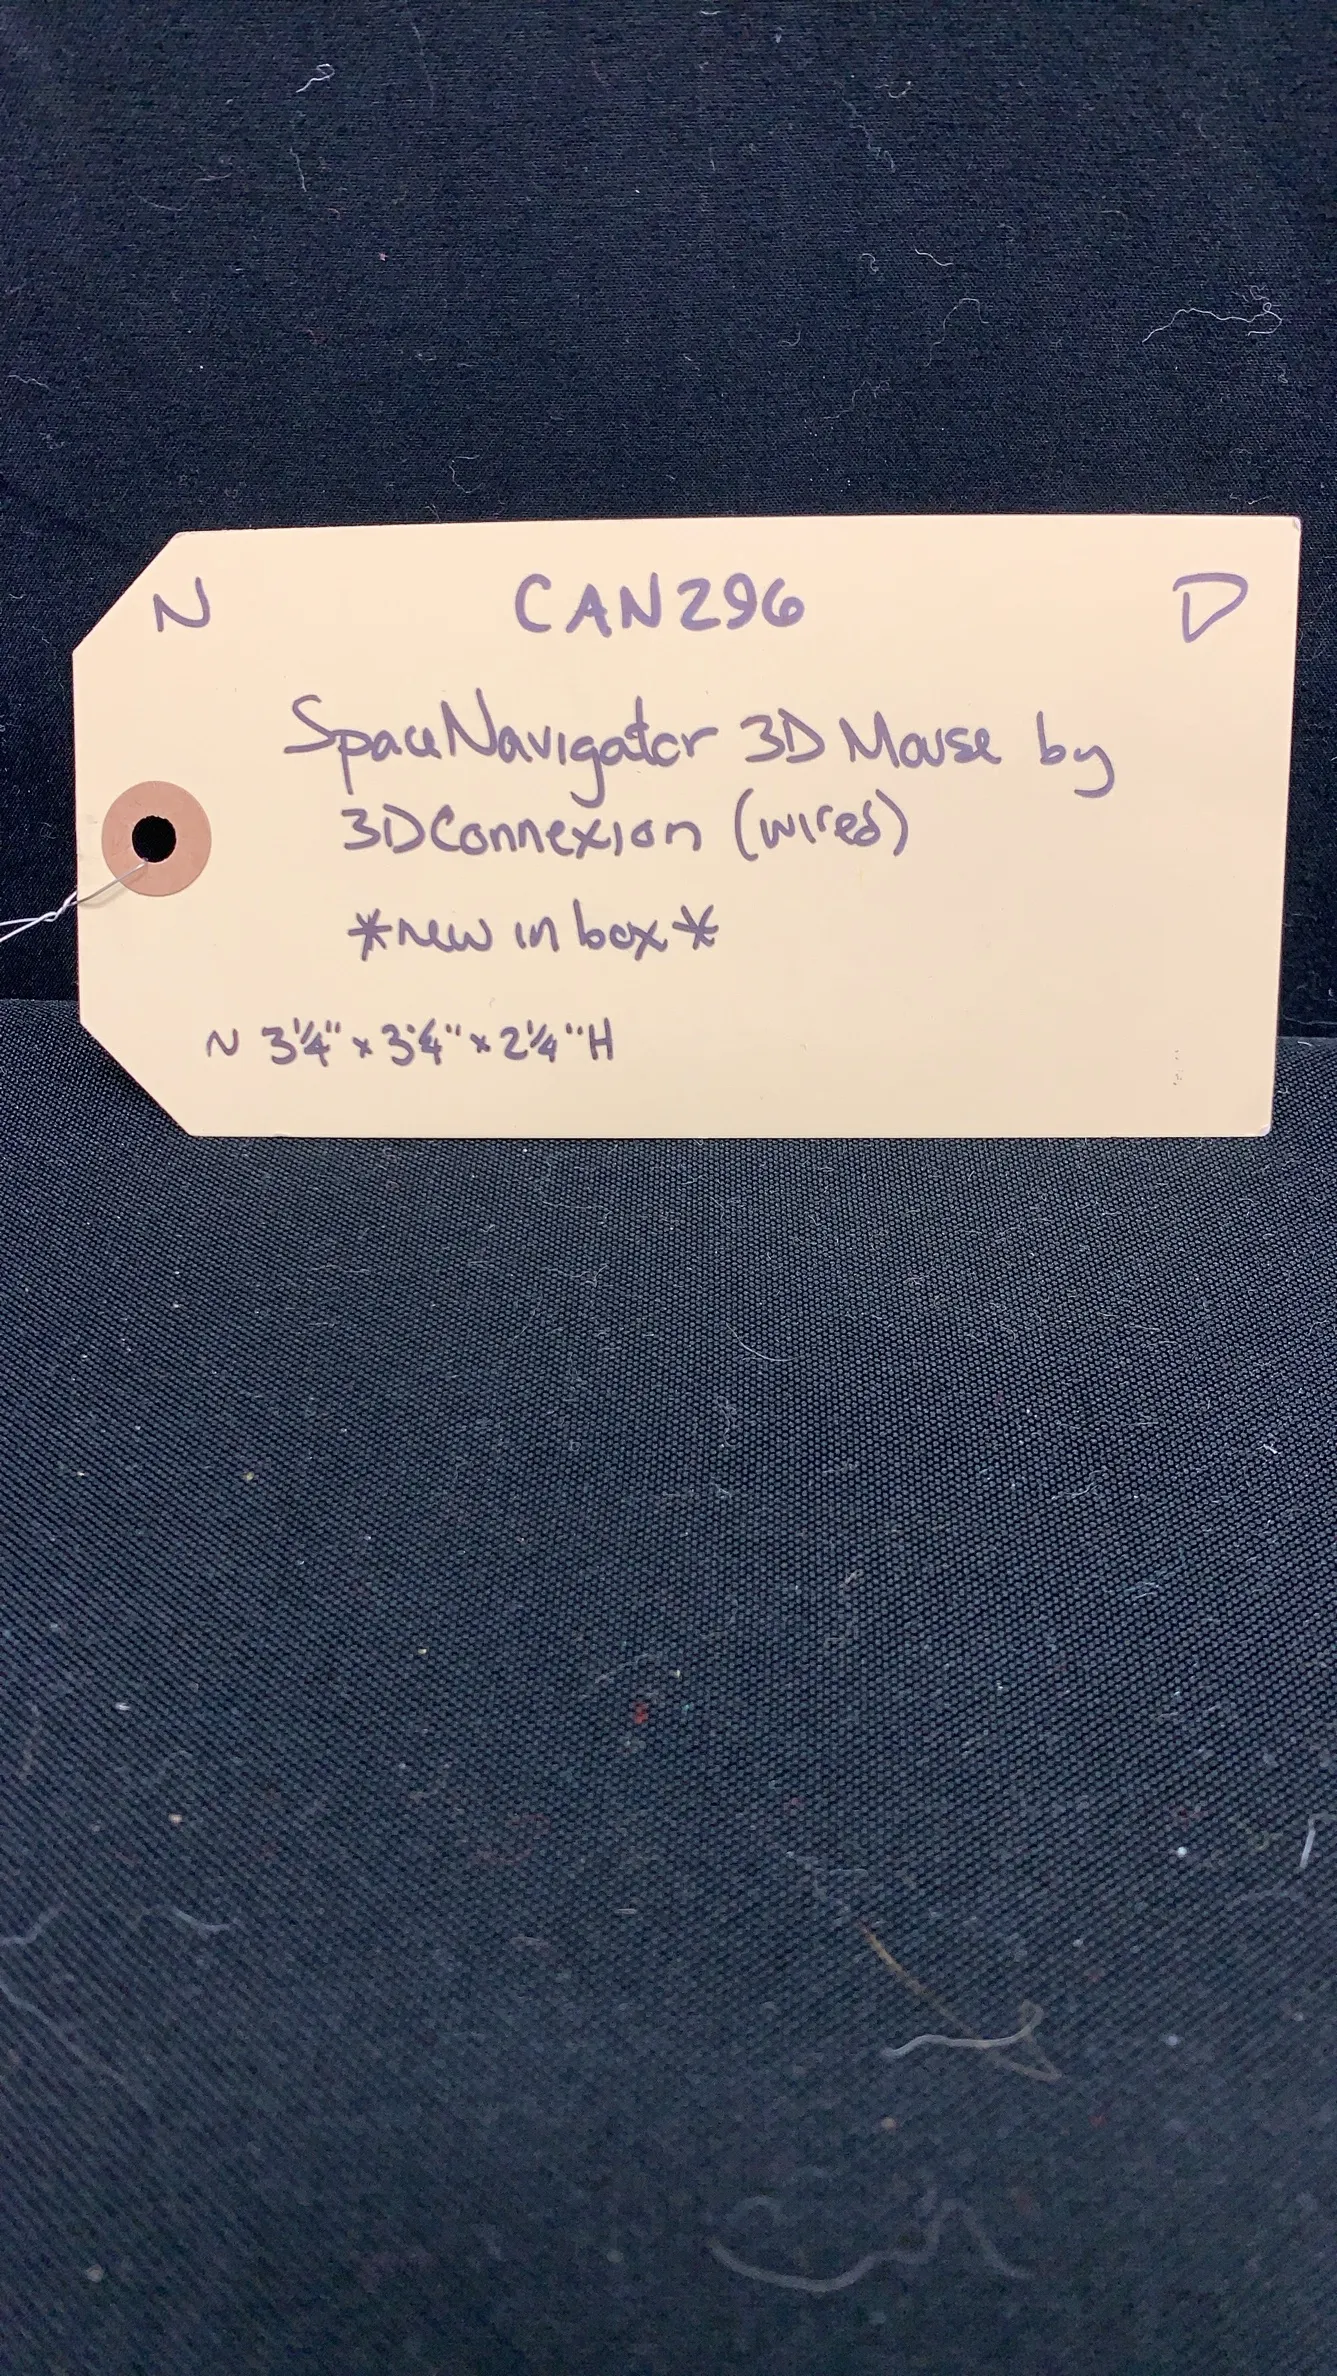 N CAN296 D
SpaceNavigator 3D Mouse by
3DConnexion (wired)
*new in box*
~ 3¼" x 3¼" x 2¼"H